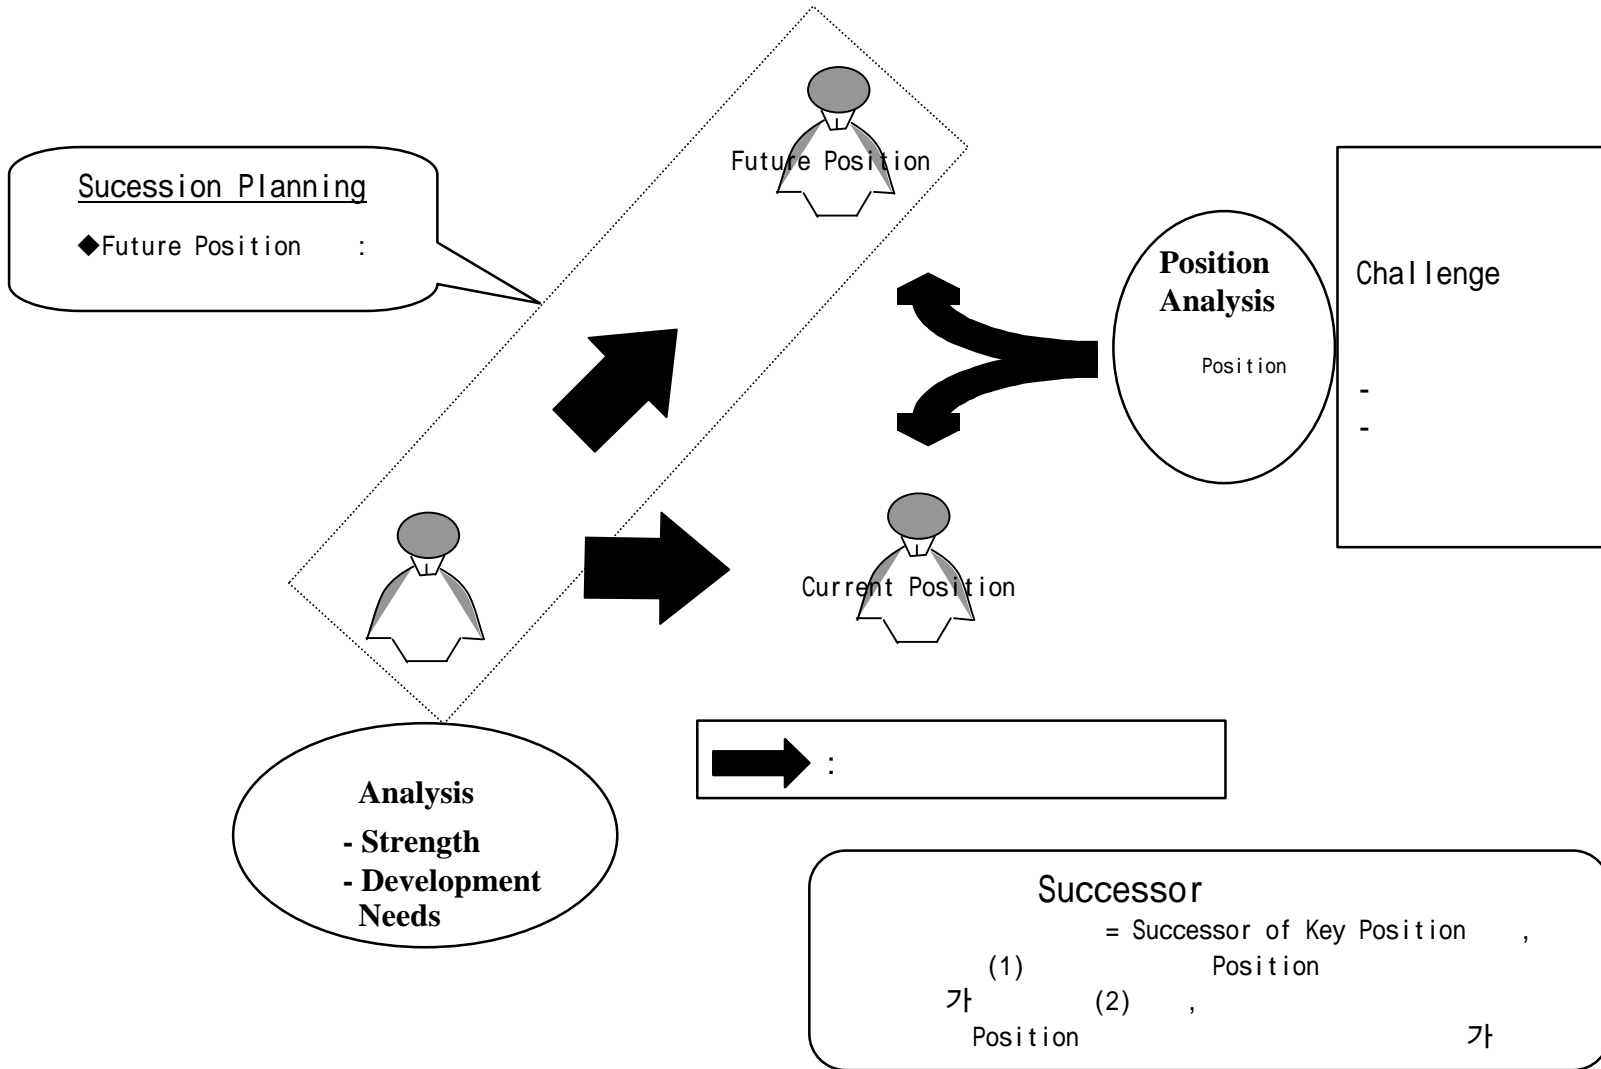 Future Position
Sucession Planning
◆Future Position :
Position
Analysis
Position
Challenge
-
-
Current Position
:
Analysis
- Strength
- Development
Needs
Successor
= Successor of Key Position ,
(1) Position
가 (2) ,
Position 가